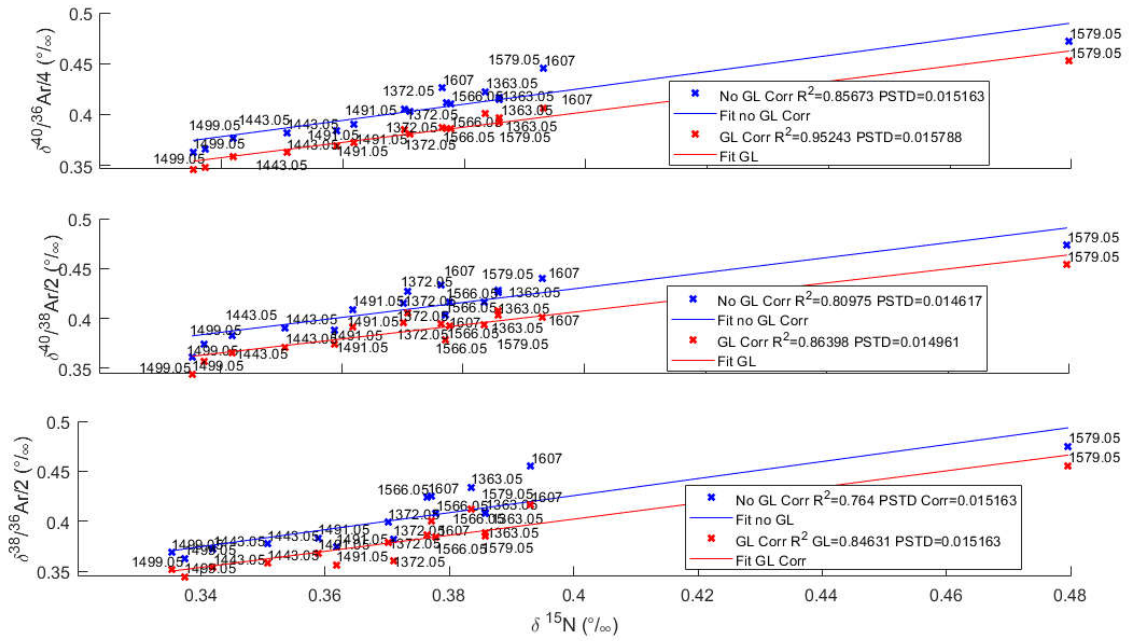 0.5
0.45
0.4
0.35
δ⁴⁰/³⁶Ar/4 (°/∞)
1579.05 1607 1579.05
1607 1363.05 1579.05
1372.05 1566.05 1363.05 1607
1499.05 1443.05 1443.05 1491.05 1372.05 1566.05 1363.05
1499.05 1443.05 1491.05 1491.05 1372.05 1566.05 1579.05
1499.05 1443.05 1491.05
No GL Corr R²=0.85673 PSTD=0.015163
Fit no GL Corr
GL Corr R²=0.95243 PSTD=0.015788
Fit GL
0.5
0.45
0.4
0.35
δ⁴⁰/³⁸Ar/2 (°/∞)
1607 1579.05 1607 1579.05
1372.05 1566.05 1363.05 1579.05
1443.05 1443.05 1491.05 1372.05 1363.05
1499.05 1491.05 1372.05 1607 1607
1499.05 1443.05 1491.05 1372.05 1566.05 1363.05
1499.05 1499.05 1566.05 1579.05
No GL Corr R²=0.80975 PSTD=0.014617
Fit no GL Corr
GL Corr R²=0.86398 PSTD=0.014961
Fit GL
0.5
0.45
0.4
0.35
δ³⁸/³⁶Ar/2 (°/∞)
1607 1579.05
1566.05 1607 1363.05 1579.05
1579.05
1491.05 1372.05 1566.05 1363.05 1607
1499.05 1443.05 1443.05 1491.05 1372.05 1607 1566.05 1363.05
1499.05 1443.05 1443.05 1491.05 1372.05 1566.05 1579.05
1499.05
No GL Corr R²=0.764 PSTD Corr=0.015163
Fit no GL
GL Corr R² GL=0.84631 PSTD=0.015163
Fit GL Corr
0.34 0.36 0.38 0.4 0.42 0.44 0.46 0.48
δ ¹⁵N (°/∞)